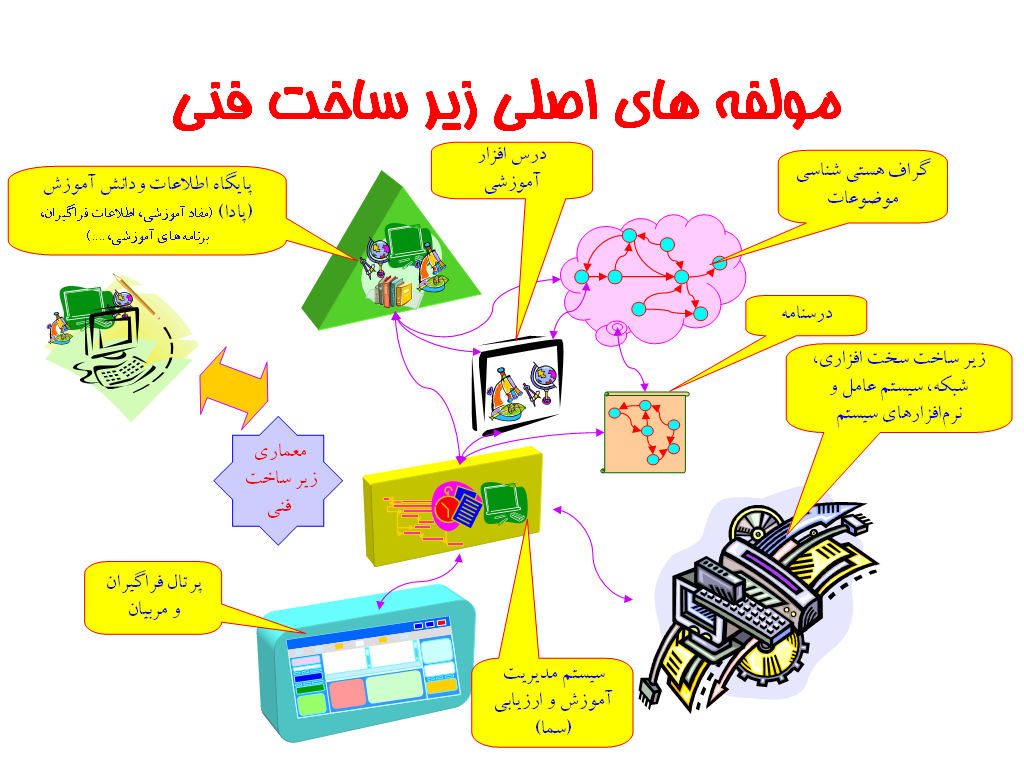 مولفه های اصلی زیر ساخت فنی
درس افزار
آموزشی
گراف هستی شناسی
موضوعات
پایگاه اطلاعات ودانش آموزش
(پادا) (مفاد آموزشی، اطلاعات فراگیران،
برنامه های آموزشی،....)
درسنامه
زیر ساخت سخت افزاری،
شبکه، سیستم عامل و
نرم‌افزارهای سیستم
معماری
زیر ساخت
فنی
پرتال فراگیران
و مربیان
سیستم مدیریت
آموزش و ارزیابی
(سما)